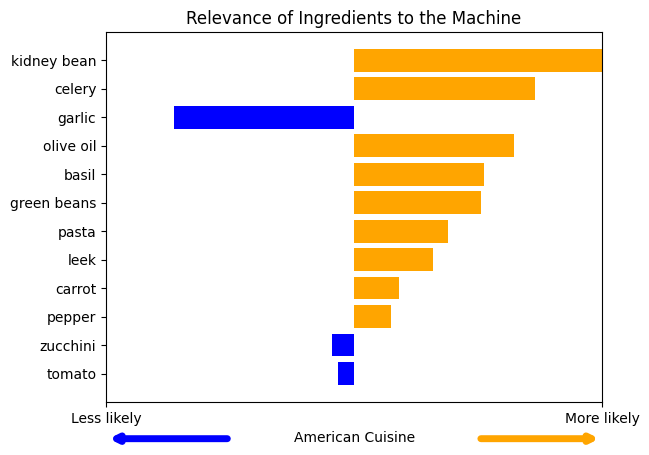 Relevance of Ingredients to the Machine
kidney bean
celery
garlic
olive oil
basil
green beans
pasta
leek
carrot
pepper
zucchini
tomato
Less likely
More likely
American Cuisine